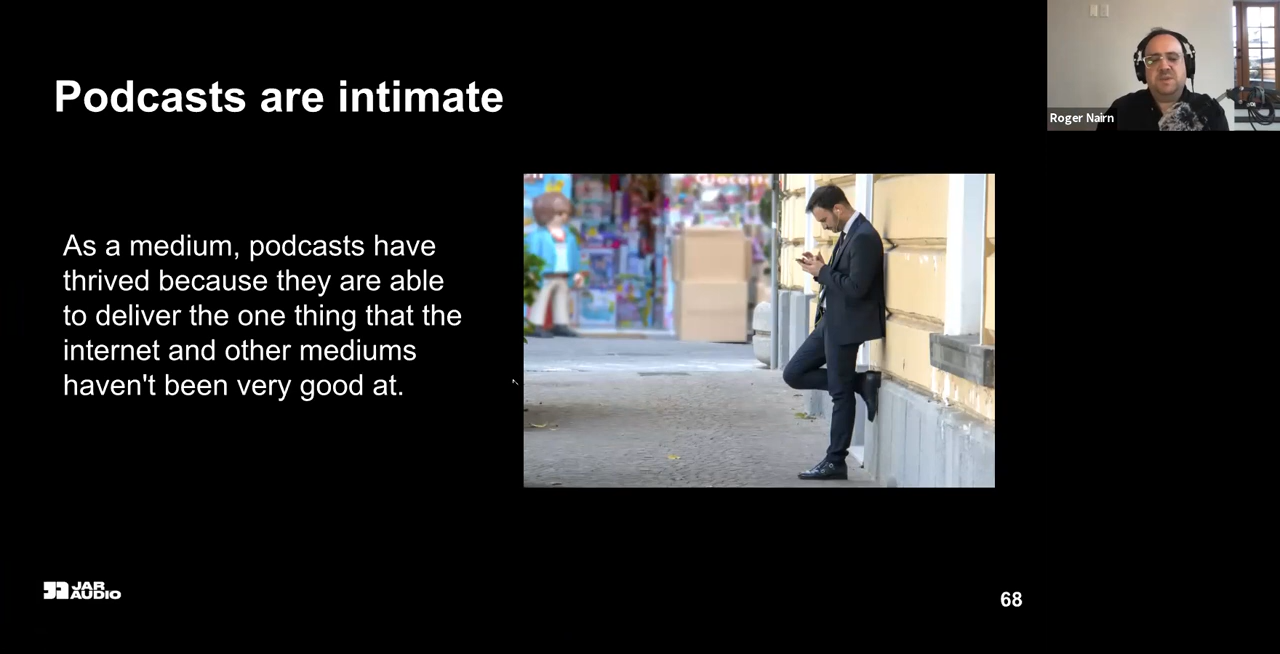 Podcasts are intimate
Roger Nairn
As a medium, podcasts have
thrived because they are able
to deliver the one thing that the
internet and other mediums
haven't been very good at.
JAR
AUDIO
68